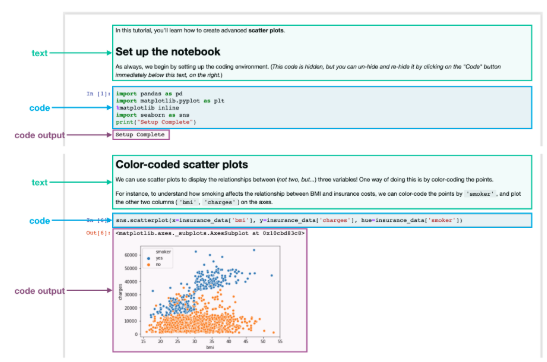 In this tutorial, you'll learn how to create advanced scatter plots.
text
Set up the notebook
As always, we begin by setting up the coding environment. (This code is hidden, but you can un-hide and re-hide it by clicking on the "Code" button
immediately below this text, on the right.)
In [1]:
import pandas as pd
import matplotlib.pyplot as plt
code
%matplotlib inline
import seaborn as sns
print("Setup Complete")
code output
Setup Complete
Color-coded scatter plots
text
We can use scatter plots to display the relationships between (not two, but...) three variables! One way of doing this is by color-coding the points.
For instance, to understand how smoking affects the relationship between BMI and insurance costs, we can color-code the points by 'smoker', and plot
the other two columns ('bmi', 'charges') on the axes.
code
sns.scatterplot(x=insurance_data['bmi'], y=insurance_data['charges'], hue=insurance_data['smoker'])
<matplotlib.axes._subplots.AxesSubplot at
code output
smoker
yes
no
60000
50000
40000
30000
20000
10000
0
charges
15 20 25 30 35 40 45 50 55
bmi